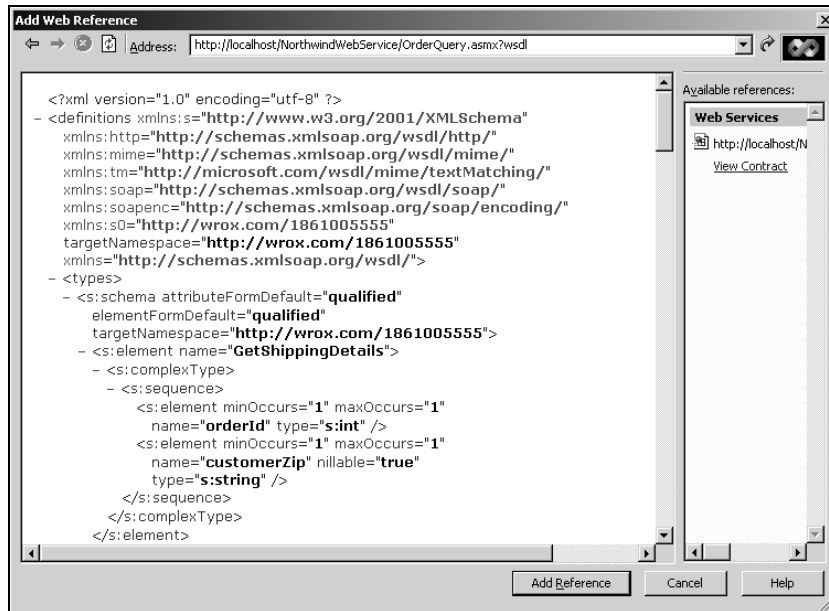 Add Web Reference
Address: http://localhost/NorthwindWebService/OrderQuery.asmx?wsdl
<?xml version="1.0" encoding="utf-8" ?>
- <definitions xmlns:s="http://www.w3.org/2001/XMLSchema"
xmlns:http="http://schemas.xmlsoap.org/wsdl/http/"
xmlns:mime="http://schemas.xmlsoap.org/wsdl/mime/"
xmlns:tm="http://microsoft.com/wsdl/mime/textMatching/"
xmlns:soap="http://schemas.xmlsoap.org/wsdl/soap/"
xmlns:soapenc="http://schemas.xmlsoap.org/soap/encoding/"
xmlns:s0="http://wrox.com/1861005555"
targetNamespace="http://wrox.com/1861005555"
xmlns="http://schemas.xmlsoap.org/wsdl/">
- <types>
- <s:schema attributeFormDefault="qualified"
elementFormDefault="qualified"
targetNamespace="http://wrox.com/1861005555">
- <s:element name="GetShippingDetails">
- <s:complexType>
- <s:sequence>
<s:element minOccurs="1" maxOccurs="1"
name="orderId" type="s:int" />
<s:element minOccurs="1" maxOccurs="1"
name="customerZip" nillable="true"
type="s:string" />
</s:sequence>
</s:complexType>
</s:element>
Available references:
Web Services
http://localhost/N
View Contract
Add Reference
Cancel
Help